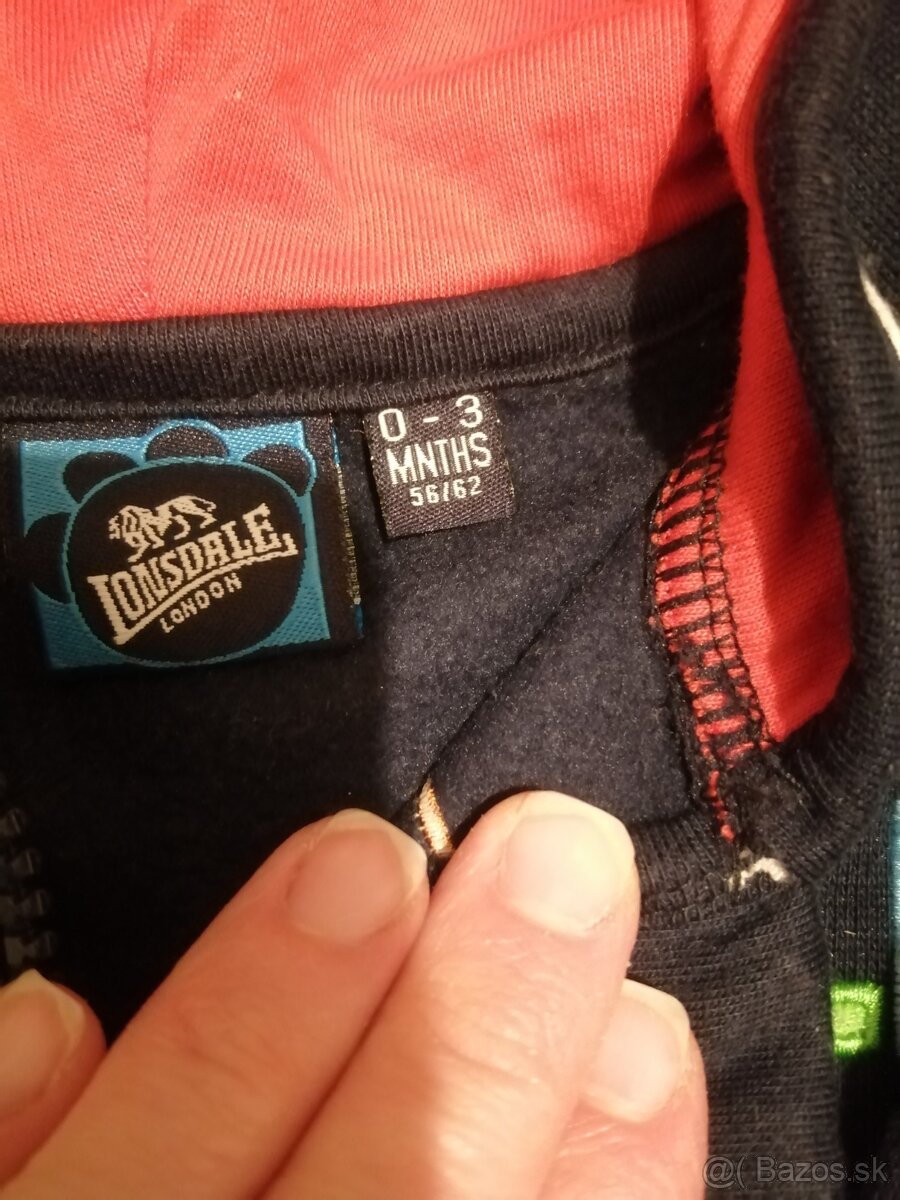 LONSDALE
LONDON
0 - 3
MNTHS
56/62
@( Bazos.sk